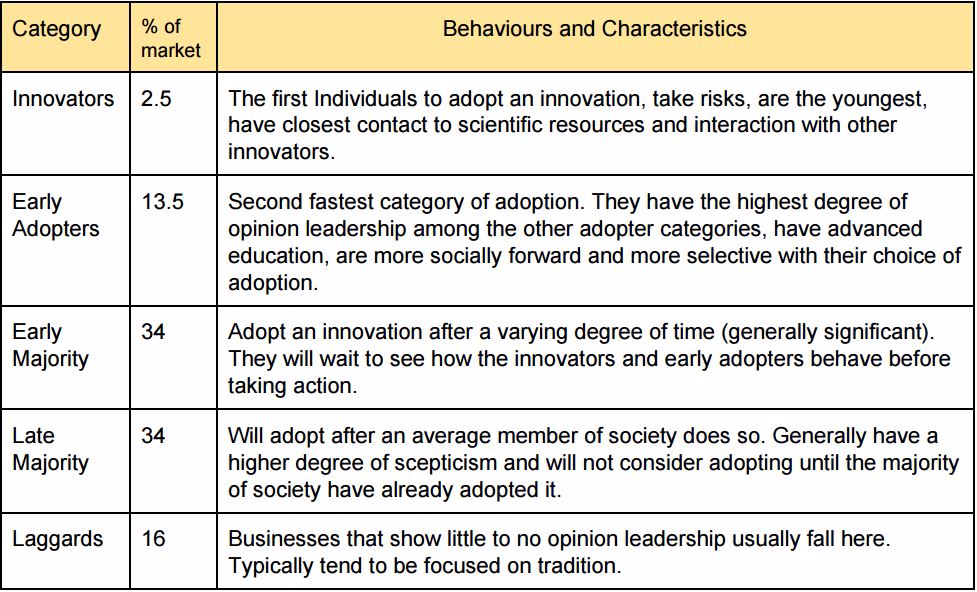 Category
% of
market
Behaviours and Characteristics
Innovators
2.5
The first Individuals to adopt an innovation, take risks, are the youngest,
have closest contact to scientific resources and interaction with other
innovators.
Early
Adopters
13.5
Second fastest category of adoption. They have the highest degree of
opinion leadership among the other adopter categories, have advanced
education, are more socially forward and more selective with their choice of
adoption.
Early
Majority
34
Adopt an innovation after a varying degree of time (generally significant).
They will wait to see how the innovators and early adopters behave before
taking action.
Late
Majority
34
Will adopt after an average member of society does so. Generally have a
higher degree of scepticism and will not consider adopting until the majority
of society have already adopted it.
Laggards
16
Businesses that show little to no opinion leadership usually fall here.
Typically tend to be focused on tradition.